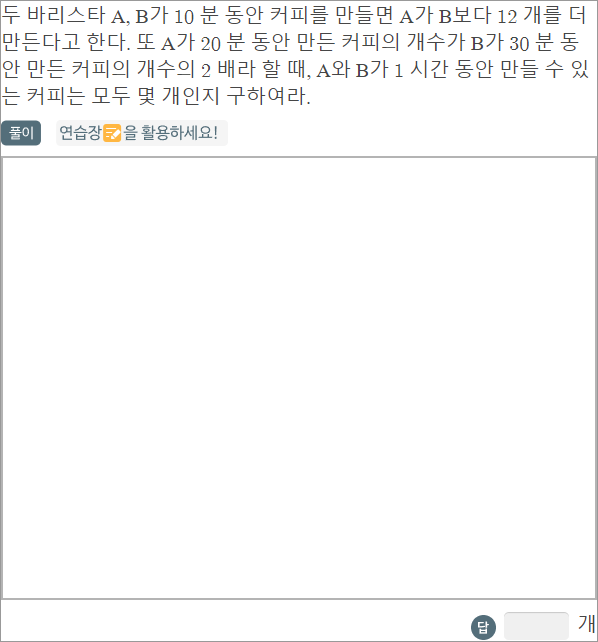 두 바리스타 A, B가 10 분 동안 커피를 만들면 A가 B보다 12 개를 더
만든다고 한다. 또 A가 20 분 동안 만든 커피의 개수가 B가 30 분 동
안 만든 커피의 개수의 2 배라 할 때, A와 B가 1 시간 동안 만들 수 있
는 커피는 모두 몇 개인지 구하여라.
풀이 연습장을 활용하세요!
답 개